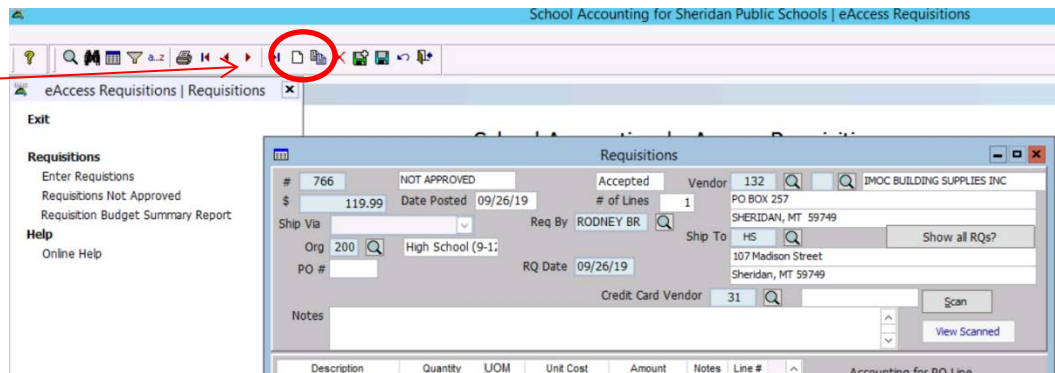 School Accounting for Sheridan Public Schools | eAccess Requisitions
? a..z
eAccess Requisitions | Requisitions x
Exit
Requisitions
Enter Requistions
Requisitions Not Approved
Requisition Budget Summary Report
Help
Online Help
Requisitions
# 766 NOT APPROVED Accepted Vendor 132 IMOC BUILDING SUPPLIES INC
$ 119.99 Date Posted 09/26/19 # of Lines 1 PO BOX 257
SHERIDAN, MT 59749
Ship Via Req By RODNEY BR Ship To HS Show all RQs?
Org 200 High School (9-12 107 Madison Street
PO # RQ Date 09/26/19 Sheridan, MT 59749
Credit Card Vendor 31 Scan
Notes View Scanned
Description Quantity UOM Unit Cost Amount Notes Line # Accounting for PO Line